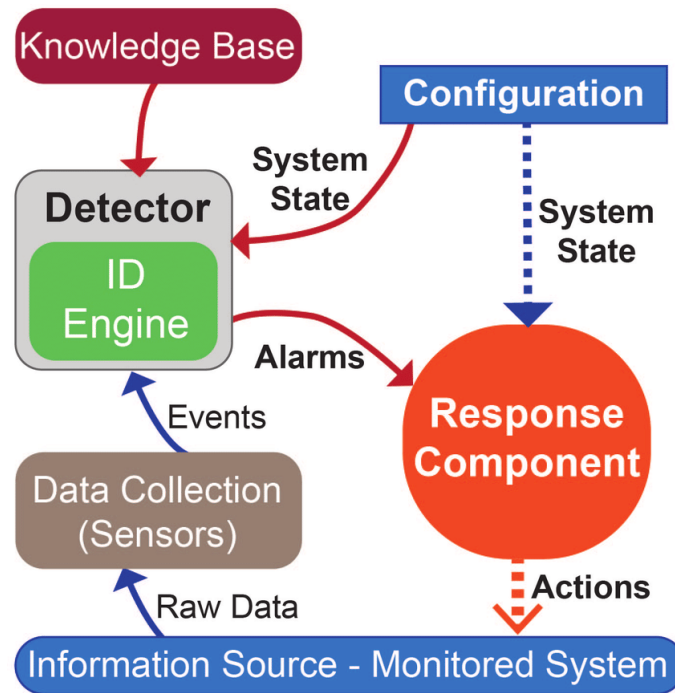 Knowledge Base
Configuration
System
State
System
State
Detector
ID
Engine
Alarms
Response
Component
Events
Data Collection
(Sensors)
Actions
Raw Data
Information Source - Monitored System